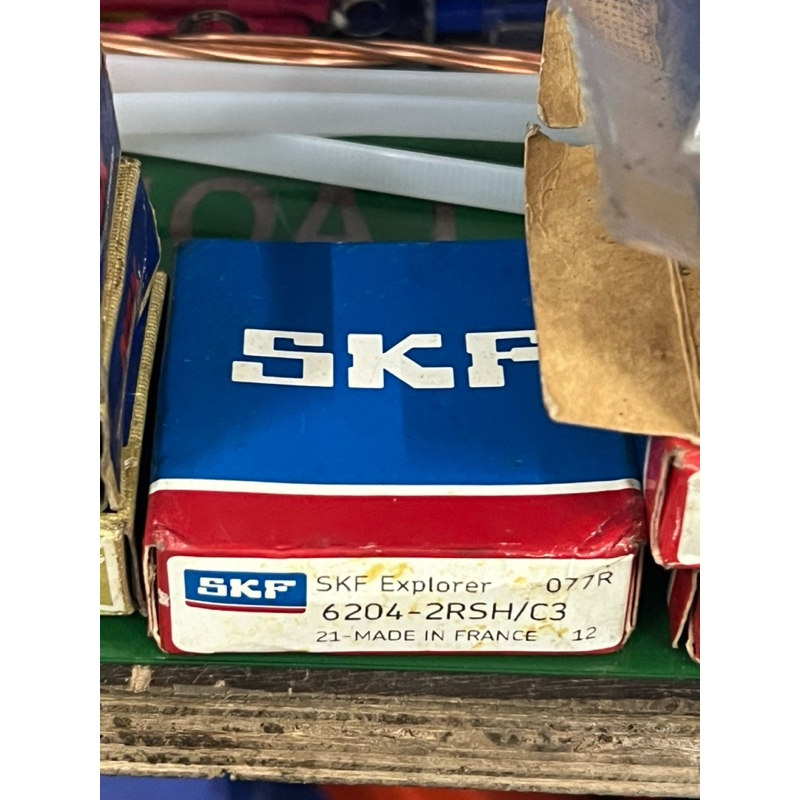 SKF
SKF SKF Explorer 077R
6204-2RSH/C3
21-MADE IN FRANCE 12